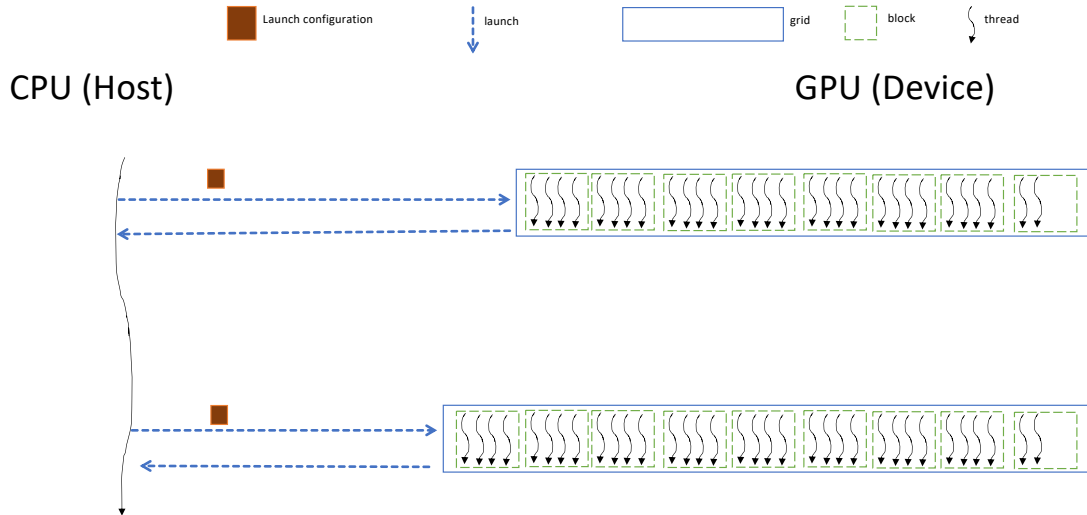 Launch configuration
launch
grid
block
thread
CPU (Host)
GPU (Device)